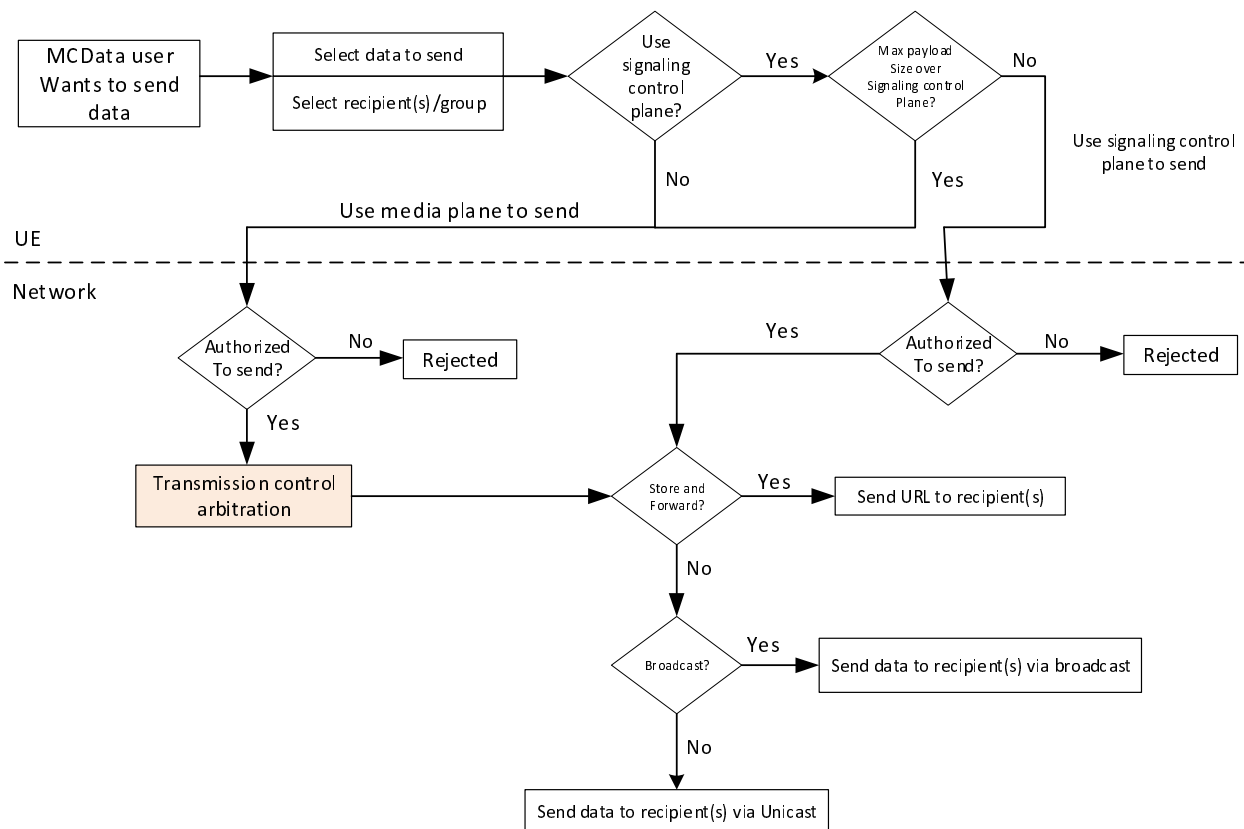 MCData user
Wants to send
data
Select data to send
Select recipient(s)/group
Use
signaling
control
plane?
Yes
Max payload
Size over
Signaling control
Plane?
No
Use signaling control
plane to send
No
Yes
Use media plane to send
UE
Network
Authorized
To send?
No
Rejected
Yes
Yes
Authorized
To send?
No
Rejected
Transmission control
arbitration
Store and
Forward?
Yes
Send URL to recipient(s)
No
Broadcast?
Yes
Send data to recipient(s) via broadcast
No
Send data to recipient(s) via Unicast